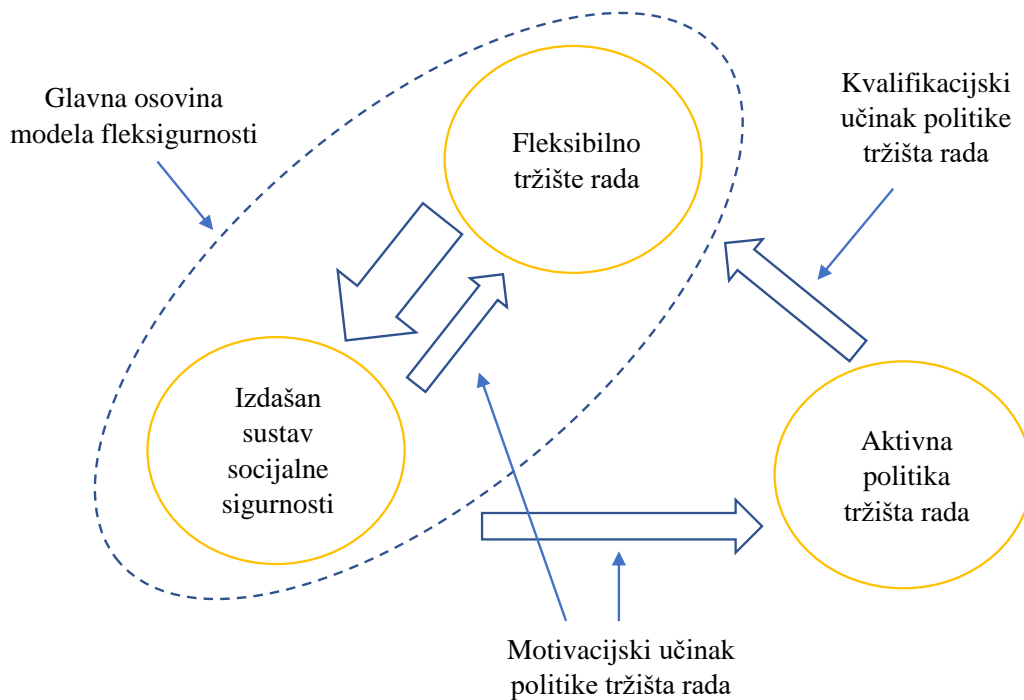 Glavna osovina
modela fleksigurnosti
Fleksibilno
tržište rada
Kvalifikacijski
učinak politike
tržišta rada
Izdašan
sustav
socijalne
sigurnosti
Aktivna
politika
tržišta rada
Motivacijski učinak
politike tržišta rada